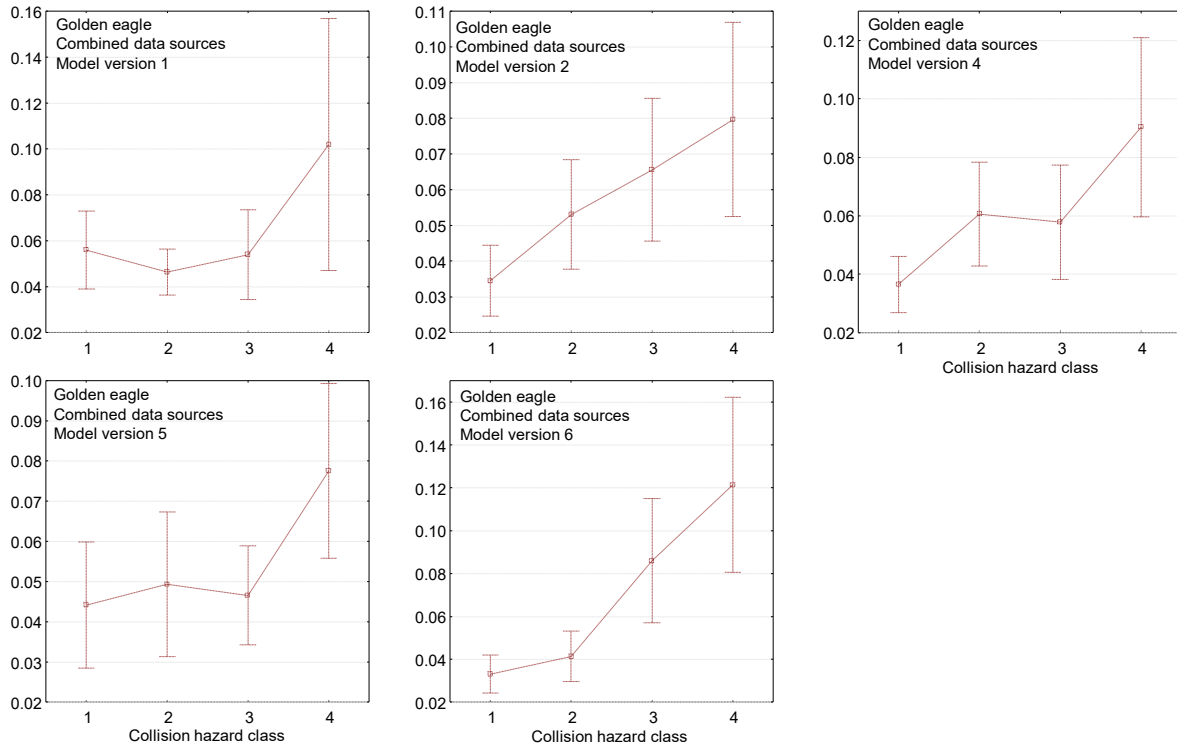 0.16
0.14
0.12
0.10
0.08
0.06
0.04
0.02
Golden eagle
Combined data sources
Model version 1
1 2 3 4
0.11
0.10
0.09
0.08
0.07
0.06
0.05
0.04
0.03
0.02
Golden eagle
Combined data sources
Model version 2
1 2 3 4
0.12
0.10
0.08
0.06
0.04
0.02
Golden eagle
Combined data sources
Model version 4
1 2 3 4
Collision hazard class
0.10
0.09
0.08
0.07
0.06
0.05
0.04
0.03
0.02
Golden eagle
Combined data sources
Model version 5
1 2 3 4
Collision hazard class
0.16
0.14
0.12
0.10
0.08
0.06
0.04
0.02
Golden eagle
Combined data sources
Model version 6
1 2 3 4
Collision hazard class